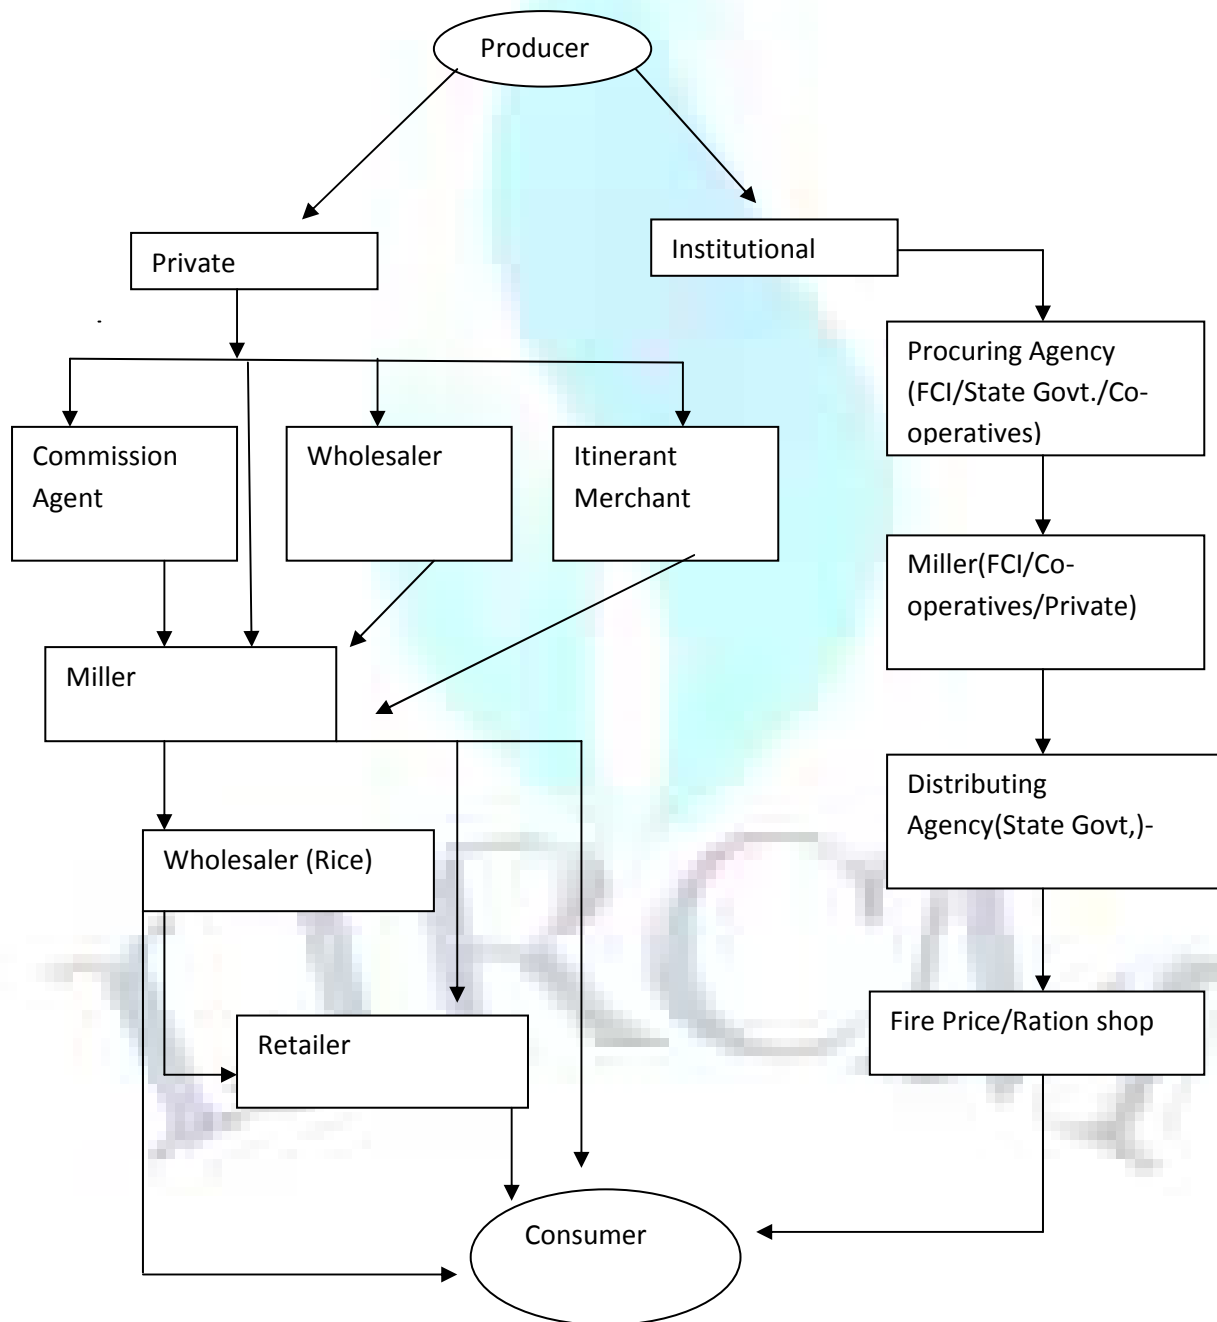 Producer
Private
Institutional
Procuring Agency
(FCI/State Govt./Co-
operatives)
Commission
Agent
Wholesaler
Itinerant
Merchant
Miller(FCI/Co-
operatives/Private)
Miller
Distributing
Agency(State Govt,)-
Wholesaler (Rice)
Fire Price/Ration shop
Retailer
Consumer